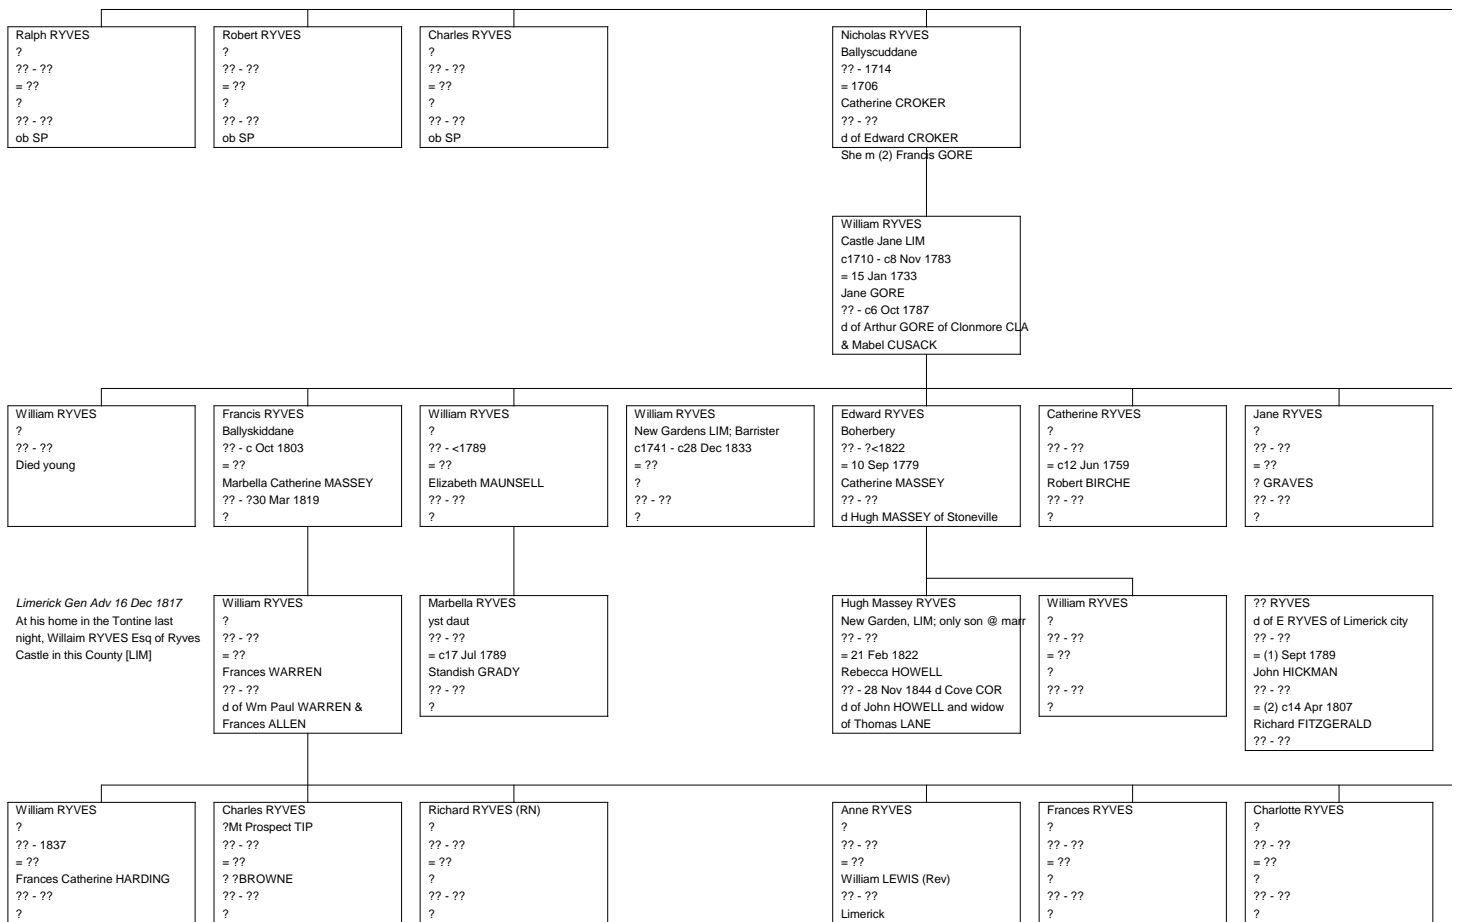 Ralph RYVES
?
?? - ??
= ??
?
?? - ??
ob SP
Robert RYVES
?
?? - ??
= ??
?
?? - ??
ob SP
Charles RYVES
?
?? - ??
= ??
?
?? - ??
ob SP
Nicholas RYVES
Ballyscuddane
?? - 1714
= 1706
Catherine CROKER
?? - ??
d of Edward CROKER
She m (2) Francis GORE
William RYVES
Castle Jane LIM
c1710 - c8 Nov 1783
= 15 Jan 1733
Jane GORE
?? - c6 Oct 1787
d of Arthur GORE of Clonmore CLA
& Mabel CUSACK
William RYVES
?
?? - ??
Died young
Francis RYVES
Ballyskiddane
?? - c Oct 1803
= ??
Marbella Catherine MASSEY
?? - ?30 Mar 1819
?
William RYVES
?
?? - <1789
= ??
Elizabeth MAUNSELL
?? - ??
?
William RYVES
New Gardens LIM; Barrister
c1741 - c28 Dec 1833
= ??
?
?? - ??
?
Edward RYVES
Boherbery
?? - ?<1822
= 10 Sep 1779
Catherine MASSEY
?? - ??
d Hugh MASSEY of Stoneville
Catherine RYVES
?
?? - ??
= c12 Jun 1759
Robert BIRCHE
?? - ??
?
Jane RYVES
?
?? - ??
= ??
? GRAVES
?? - ??
?
Limerick Gen Adv 16 Dec 1817
At his home in the Tontine last
night, Willaim RYVES Esq of Ryves
Castle in this County [LIM]
William RYVES
?
?? - ??
= ??
Frances WARREN
?? - ??
d of Wm Paul WARREN &
Frances ALLEN
Marbella RYVES
yst daut
?? - ??
= c17 Jul 1789
Standish GRADY
?? - ??
?
Hugh Massey RYVES
New Garden, LIM; only son @ marr
?? - ??
= 21 Feb 1822
Rebecca HOWELL
?? - 28 Nov 1844 d Cove COR
d of John HOWELL and widow
of Thomas LANE
William RYVES
?
?? - ??
= ??
?
?? - ??
?
?? RYVES
d of E RYVES of Limerick city
?? - ??
= (1) Sept 1789
John HICKMAN
?? - ??
= (2) c14 Apr 1807
Richard FITZGERALD
?? - ??
William RYVES
?
?? - 1837
= ??
Frances Catherine HARDING
?? - ??
?
Charles RYVES
?Mt Prospect TIP
?? - ??
= ??
? ?BROWNE
?? - ??
?
Richard RYVES (RN)
?
?? - ??
= ??
?
?? - ??
?
Anne RYVES
?
?? - ??
= ??
William LEWIS (Rev)
?? - ??
Limerick
Frances RYVES
?
?? - ??
= ??
?
?? - ??
?
Charlotte RYVES
?
?? - ??
= ??
?
?? - ??
?